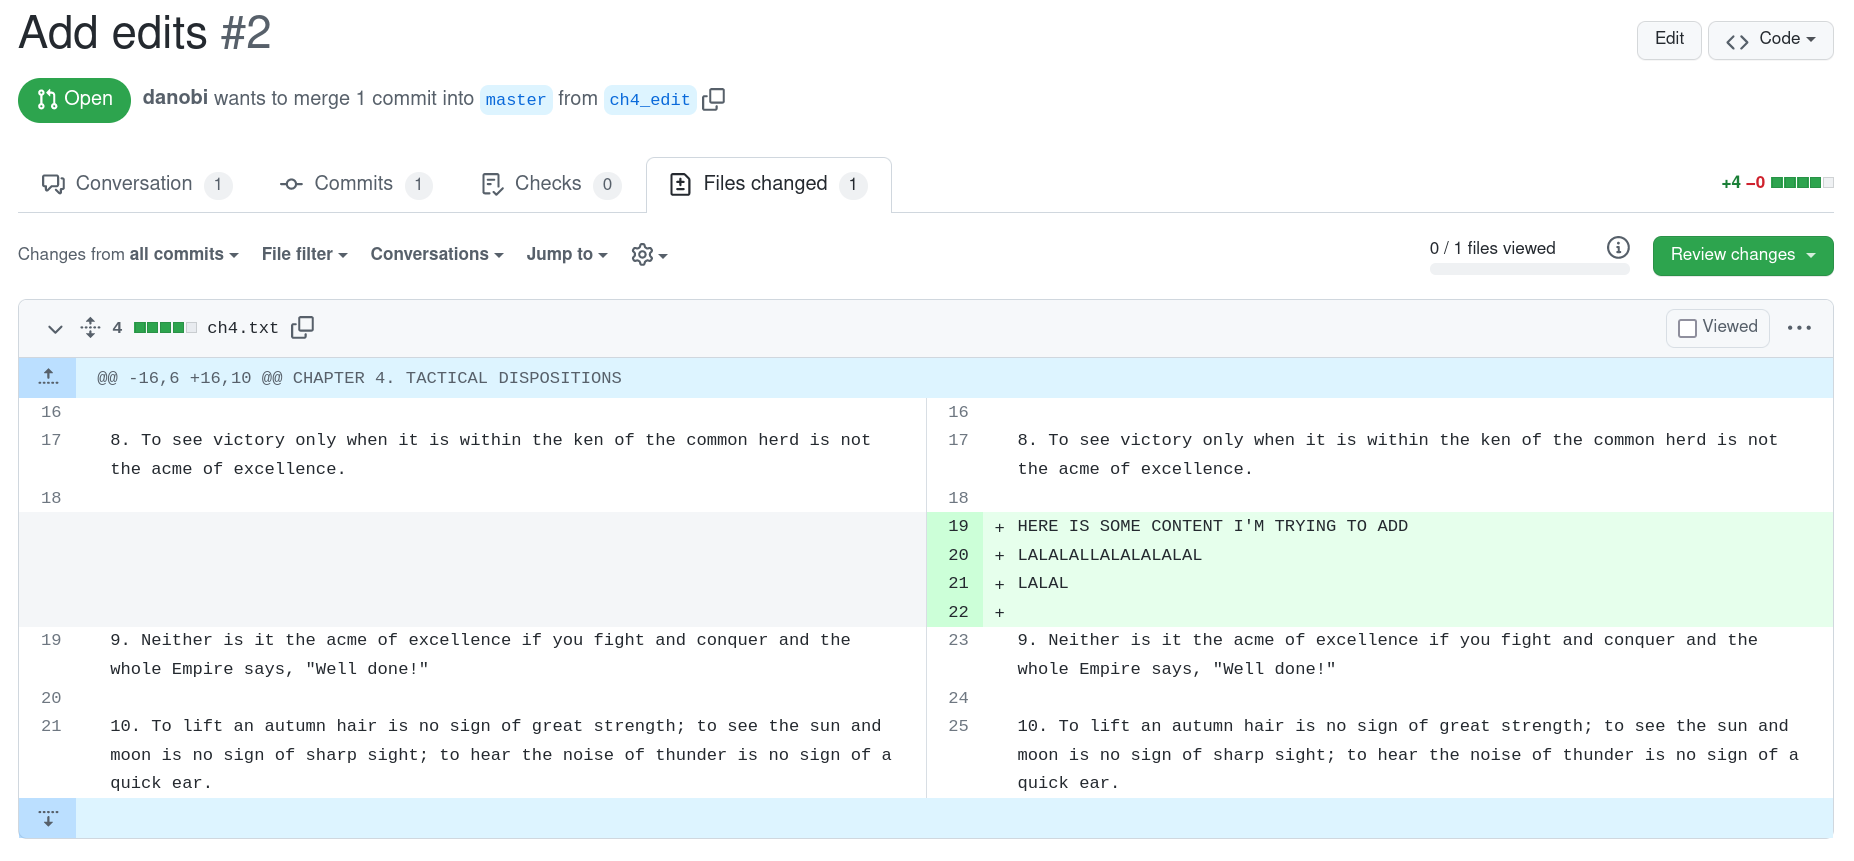 Add edits #2
Edit
Code
Open
danobi wants to merge 1 commit into master from ch4_edit
Conversation 1
Commits 1
Checks 0
Files changed 1
+4 −0
Changes from all commits
File filter
Conversations
Jump to
0 / 1 files viewed
Review changes
4 ch4.txt
Viewed
@@ -16,6 +16,10 @@ CHAPTER 4. TACTICAL DISPOSITIONS
16
17 8. To see victory only when it is within the ken of the common herd is not
the acme of excellence.
18
19 9. Neither is it the acme of excellence if you fight and conquer and the
whole Empire says, "Well done!"
20
21 10. To lift an autumn hair is no sign of great strength; to see the sun and
moon is no sign of sharp sight; to hear the noise of thunder is no sign of a
quick ear.
16
17 8. To see victory only when it is within the ken of the common herd is not
the acme of excellence.
18
19 + HERE IS SOME CONTENT I'M TRYING TO ADD
20 + LALALALLALALALALAL
21 + LALAL
22 +
23 9. Neither is it the acme of excellence if you fight and conquer and the
whole Empire says, "Well done!"
24
25 10. To lift an autumn hair is no sign of great strength; to see the sun and
moon is no sign of sharp sight; to hear the noise of thunder is no sign of a
quick ear.